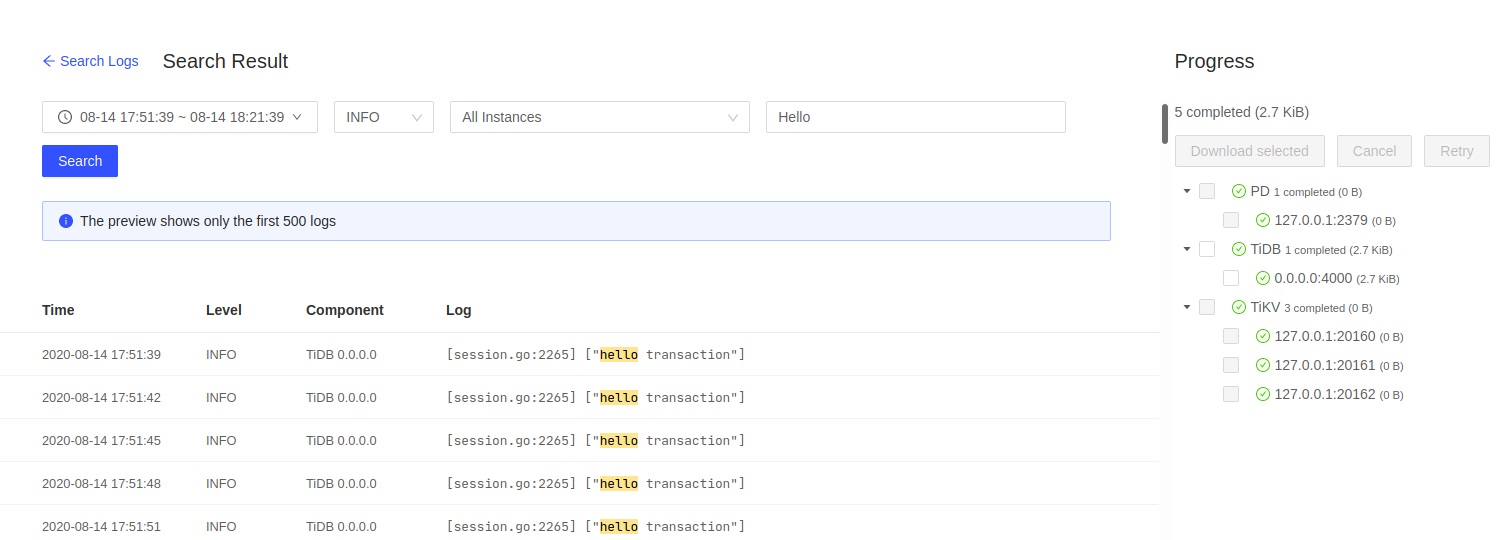 Search Logs Search Result
08-14 17:51:39 ~ 08-14 18:21:39 INFO All Instances Hello
Search
The preview shows only the first 500 logs
Time Level Component Log
2020-08-14 17:51:39 INFO TiDB 0.0.0.0 [session.go:2265] ["hello transaction"]
2020-08-14 17:51:42 INFO TiDB 0.0.0.0 [session.go:2265] ["hello transaction"]
2020-08-14 17:51:45 INFO TiDB 0.0.0.0 [session.go:2265] ["hello transaction"]
2020-08-14 17:51:48 INFO TiDB 0.0.0.0 [session.go:2265] ["hello transaction"]
2020-08-14 17:51:51 INFO TiDB 0.0.0.0 [session.go:2265] ["hello transaction"]
Progress
5 completed (2.7 KiB)
Download selected Cancel Retry
PD 1 completed (0 B)
127.0.0.1:2379 (0 B)
TiDB 1 completed (2.7 KiB)
0.0.0.0:4000 (2.7 KiB)
TiKV 3 completed (0 B)
127.0.0.1:20160 (0 B)
127.0.0.1:20161 (0 B)
127.0.0.1:20162 (0 B)